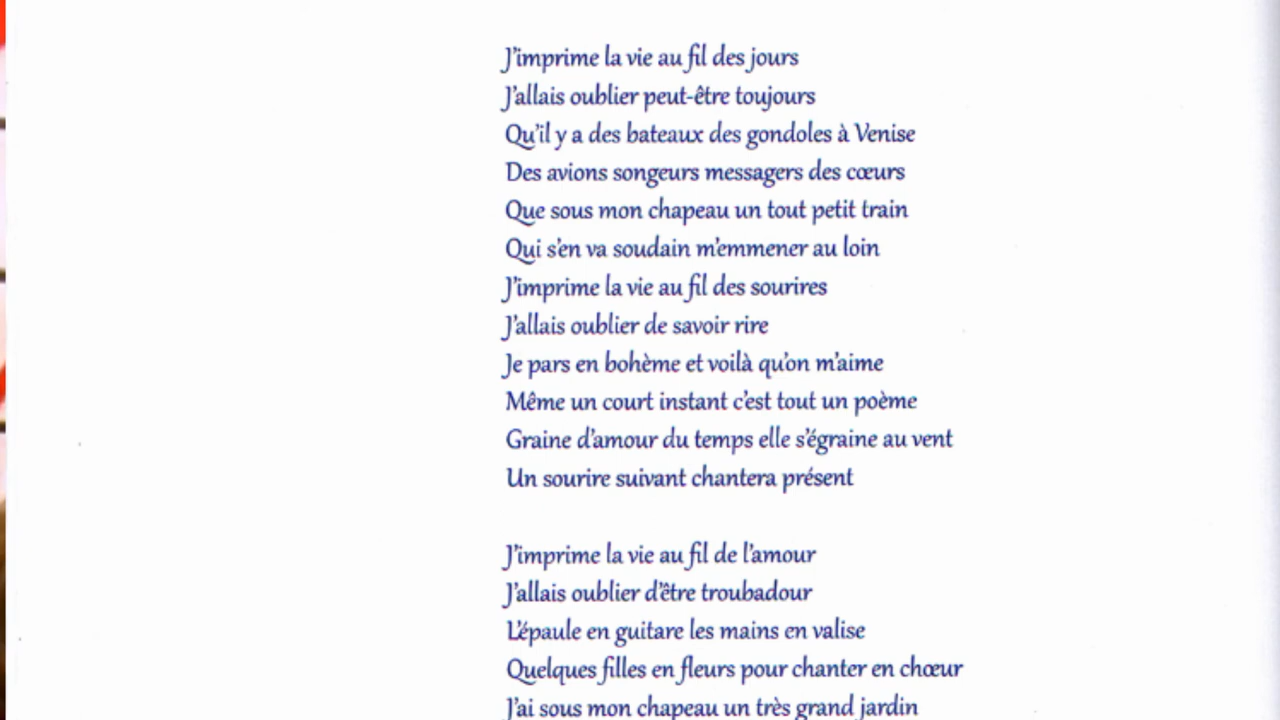 J'imprime la vie au fil des jours
J'allais oublier peut-être toujours
Qu'il y a des bateaux des gondoles à Venise
Des avions songeurs messagers des cœurs
Que sous mon chapeau un tout petit train
Qui s'en va soudain m'emmener au loin
J'imprime la vie au fil des sourires
J'allais oublier de savoir rire
Je pars en bohème et voilà qu'on m'aime
Même un court instant c'est tout un poème
Graine d'amour du temps elle s'égraine au vent
Un sourire suivant chantera présent

J'imprime la vie au fil de l'amour
J'allais oublier d'être troubadour
L'épaule en guitare les mains en valise
Quelques filles en fleurs pour chanter en chœur
J'ai sous mon chapeau un très grand jardin